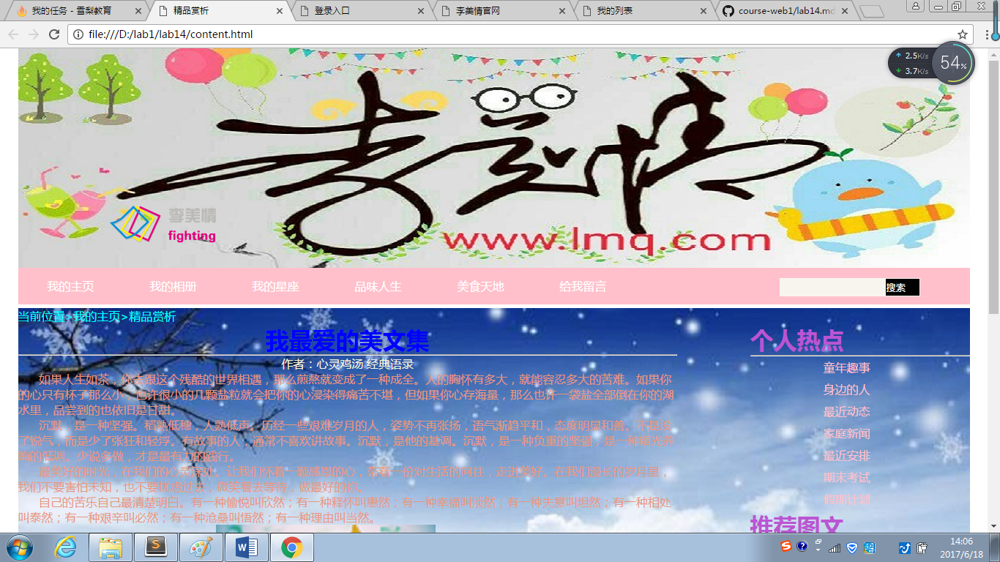 我的任务 - 雪梨教育
精品赏析
登录入口
李美情官网
我的列表
course-web1/lab14.md
file:///D:/lab1/lab14/content.html
2.5K/s
3.7K/s
54%
李美情
www.lmq.com
李美情
fighting
我的主页
我的相册
我的星座
品味人生
美食天地
给我留言
搜索
当前位置>我的主页>精品赏析
我最爱的美文集
作者：心灵鸡汤 经典语录
如果人生如茶，你去跟这个残酷的世界相遇，那么煎熬就变成了一种成全。人的胸怀有多大，就能容忍多大的苦难。如果你
的心只有杯子那么小，也许很小的几颗盐粒就会把你的心浸染得痛苦不堪，但如果你心存海量，那么也许一袋盐全部倒在你的湖
水里，品尝到的也依旧是甘甜。
沉默，是一种坚强。稻熟低穗，人熟低声。历经一些艰难岁月的人，姿势不再张扬，语气渐趋平和，态度明显和善。不是没
了锐气，而是少了张狂和轻浮。有故事的人，通常不喜欢讲故事。沉默，是他的基调。沉默，是一种负重的坚强，是一种韬光养
晦的低调。少说多做，才是最有力的践行。
最美好的时光，在我们的心灵深处。让我们怀着一颗感恩的心，带着一份对生活的向往，走进美好。在我们漫长的岁月里，
我们不要害怕未知，也不要忧虑过去，微笑着去等待，做最好的你。
自己的苦乐自己最清楚明白。有一种愉悦叫欣然；有一种释怀叫惠然；有一种幸福叫淡然；有一种失意叫坦然；有一种相处
叫泰然；有一种艰辛叫必然；有一种沧桑叫悟然；有一种理由叫当然。
个人热点
童年趣事
身边的人
最近动态
家庭新闻
最近安排
期末考试
假期计划
推荐图文
14:06
2017/6/18